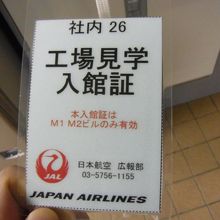 社内 26
工場見学
入館証
本入館証は
M1 M2ビルのみ有効
JAL
日本航空 広報部
03-5756-1155
JAPAN AIRLINES